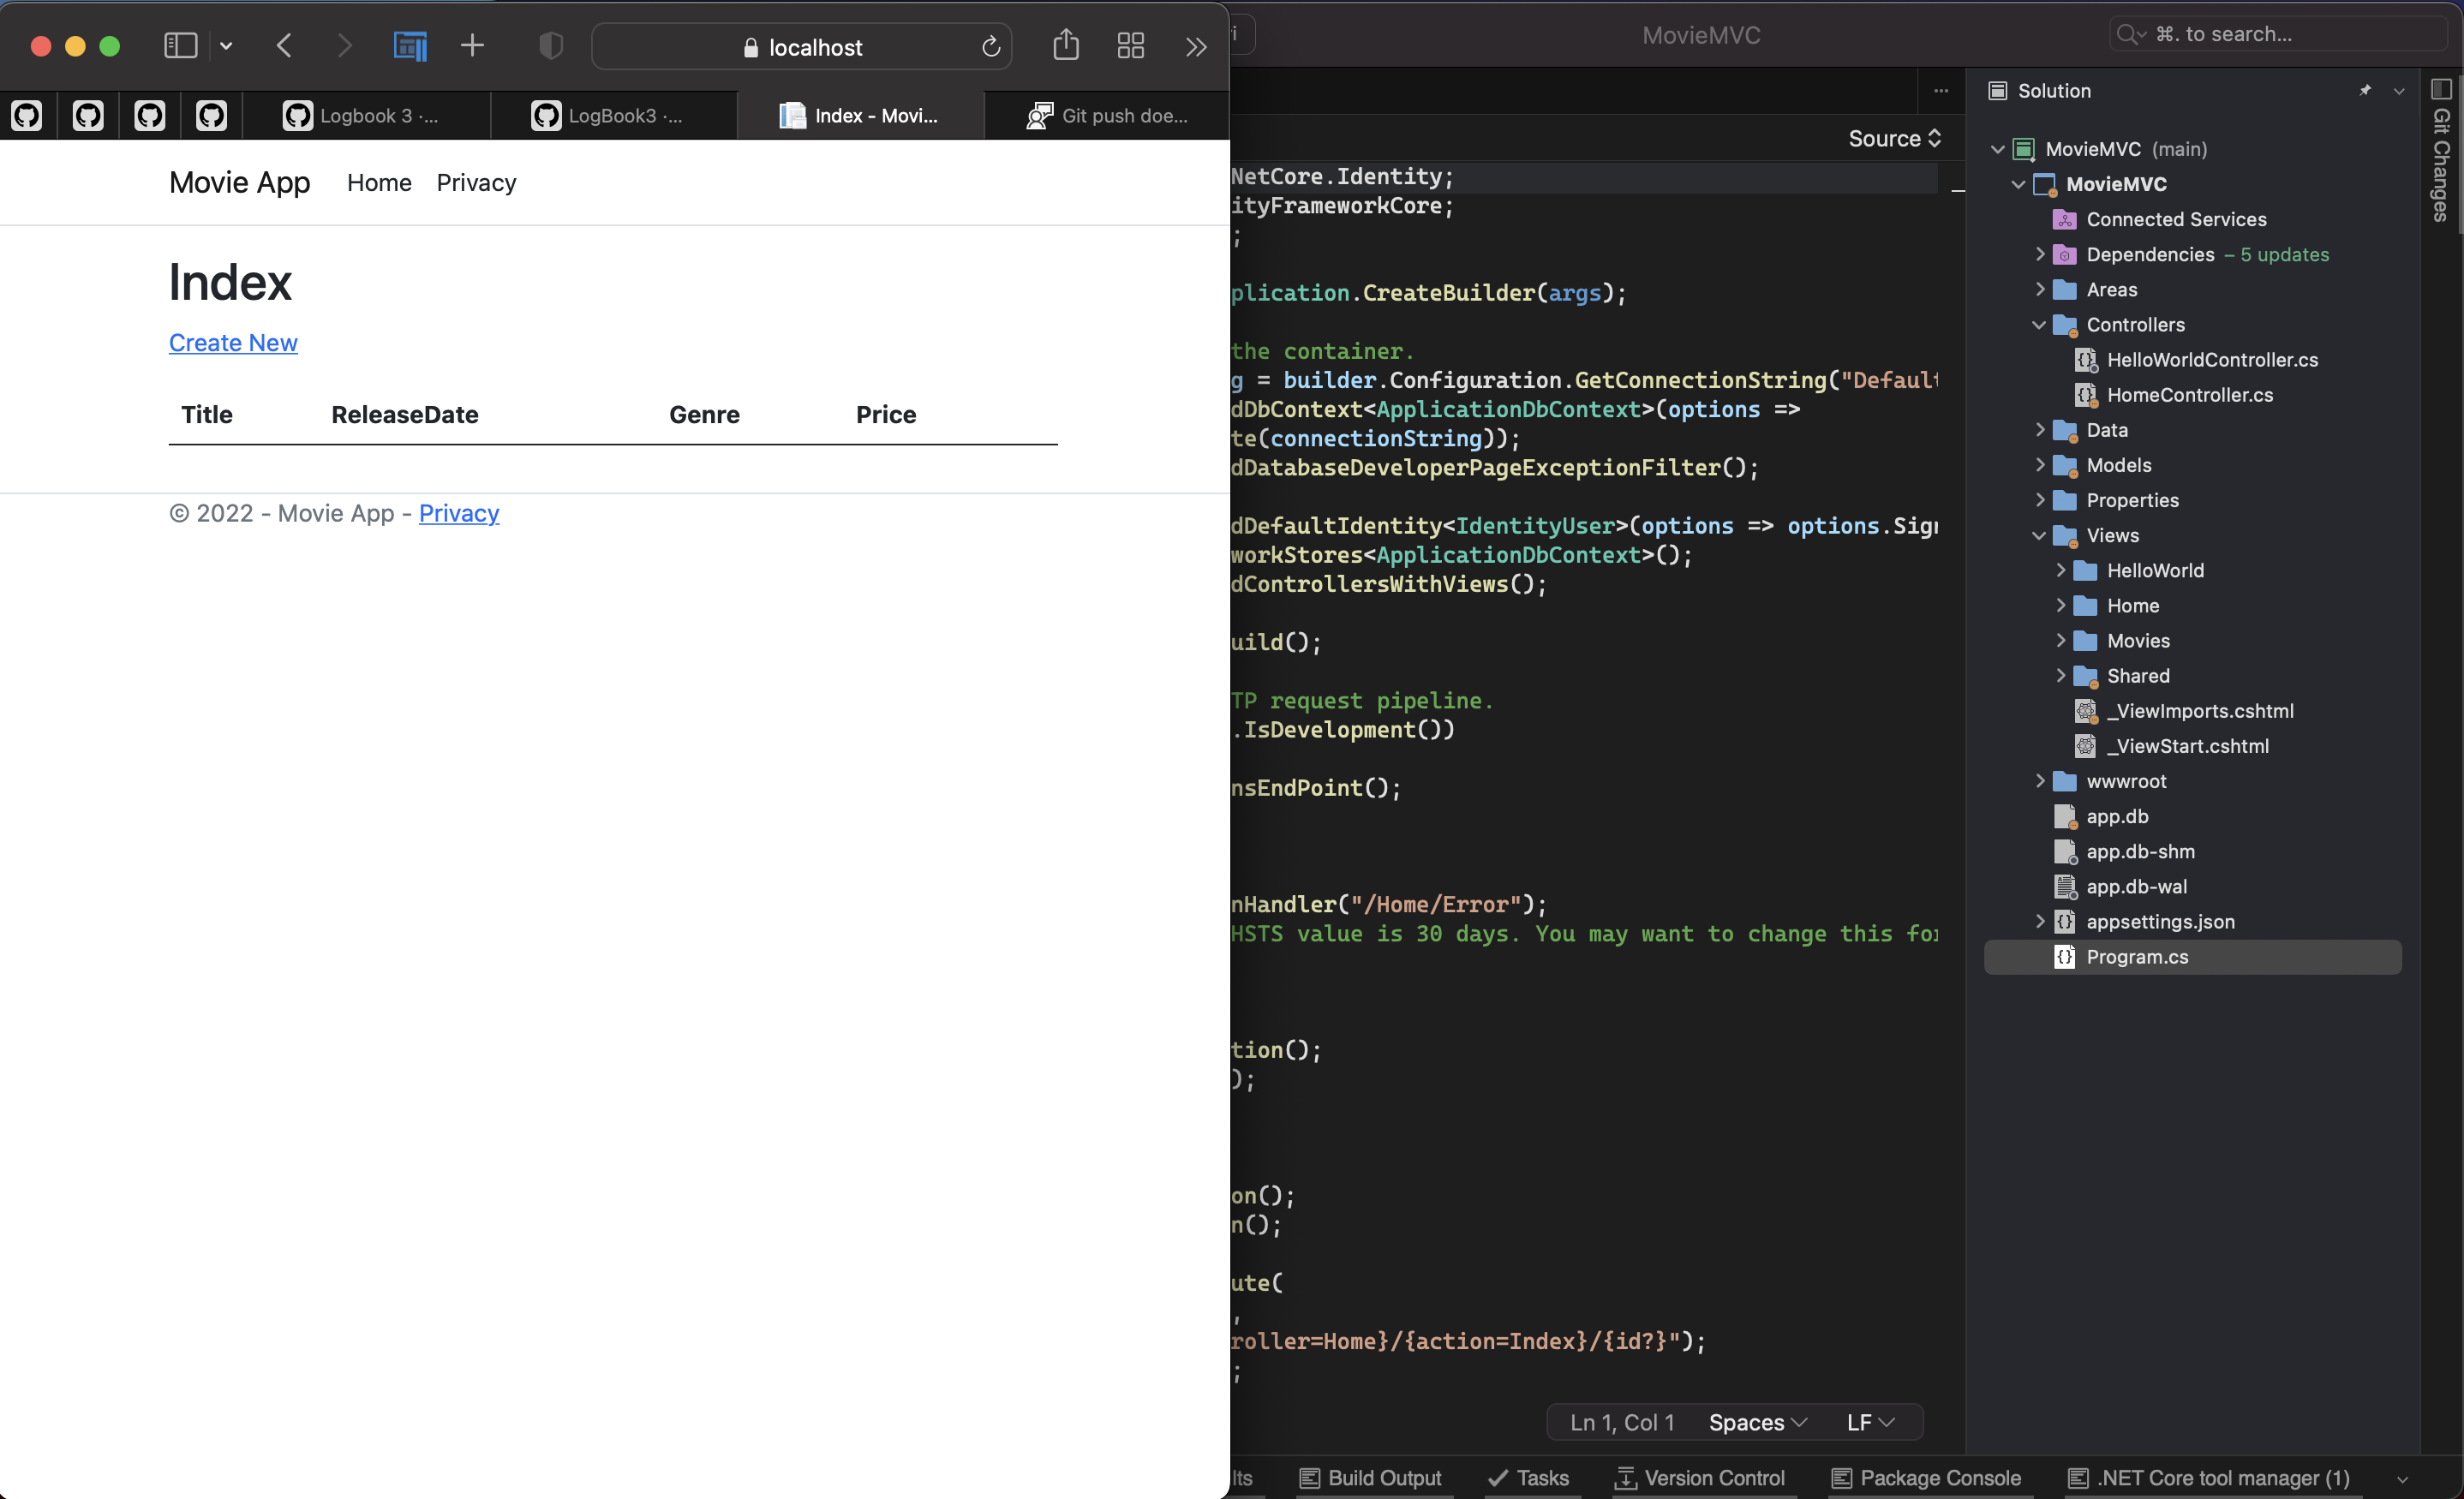 localhost
Logbook 3 ·...
LogBook3 ·...
Index - Movi...
Git push doe...
Movie App
Home
Privacy
Index
Create New
Title ReleaseDate Genre Price
© 2022 - Movie App - Privacy
MovieMVC
⌘. to search...
Source
NetCore.Identity;
ityFrameworkCore;
;
plication.CreateBuilder(args);
the container.
g = builder.Configuration.GetConnectionString("Default
dDbContext<ApplicationDbContext>(options =>
te(connectionString));
dDatabaseDeveloperPageExceptionFilter();
dDefaultIdentity<IdentityUser>(options => options.Sign
workStores<ApplicationDbContext>();
dControllersWithViews();
uild();
TP request pipeline.
.IsDevelopment())
nsEndPoint();
nHandler("/Home/Error");
HSTS value is 30 days. You may want to change this for
tion();
);
on();
n();
ute(
,
roller=Home}/{action=Index}/{id?}");
;
Ln 1, Col 1 Spaces LF
lts
Build Output
Tasks
Version Control
Package Console
.NET Core tool manager (1)
Solution
MovieMVC (main)
MovieMVC
Connected Services
Dependencies – 5 updates
Areas
Controllers
HelloWorldController.cs
HomeController.cs
Data
Models
Properties
Views
HelloWorld
Home
Movies
Shared
_ViewImports.cshtml
_ViewStart.cshtml
wwwroot
app.db
app.db-shm
app.db-wal
appsettings.json
Program.cs
Git Changes